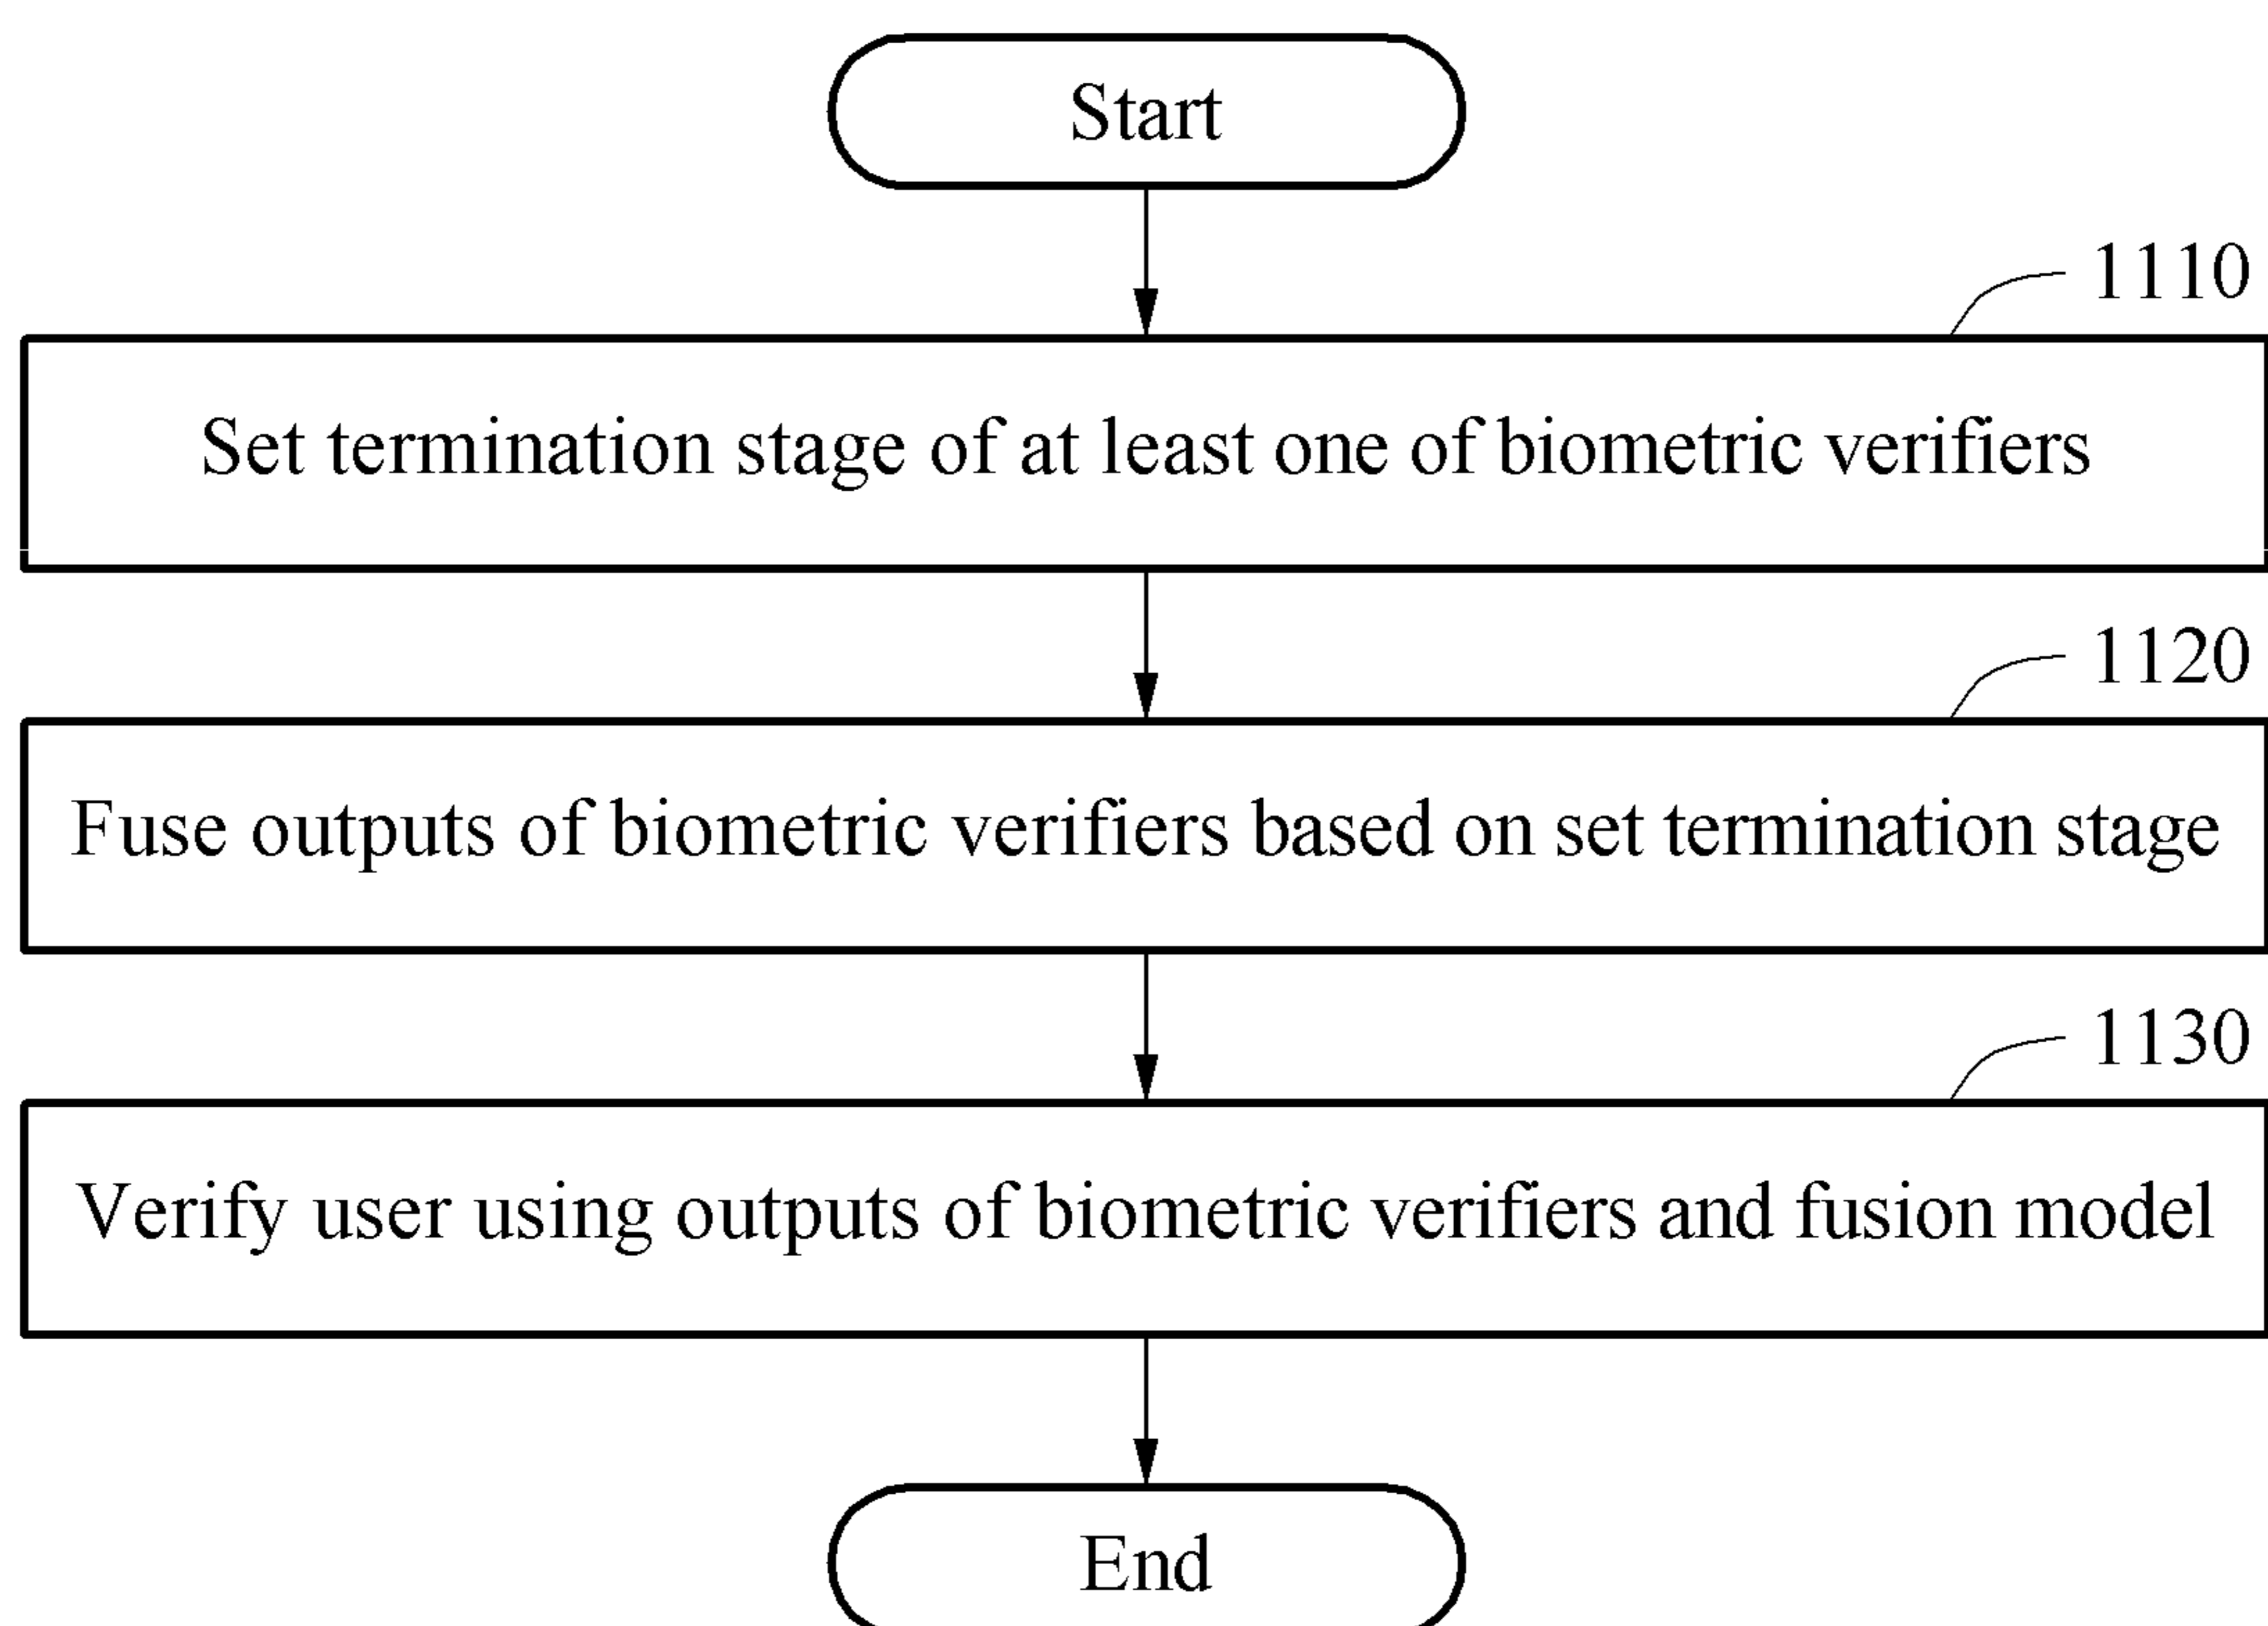 Start
1110
Set termination stage of at least one of biometric verifiers
1120
Fuse outputs of biometric verifiers based on set termination stage
1130
Verify user using outputs of biometric verifiers and fusion model
End